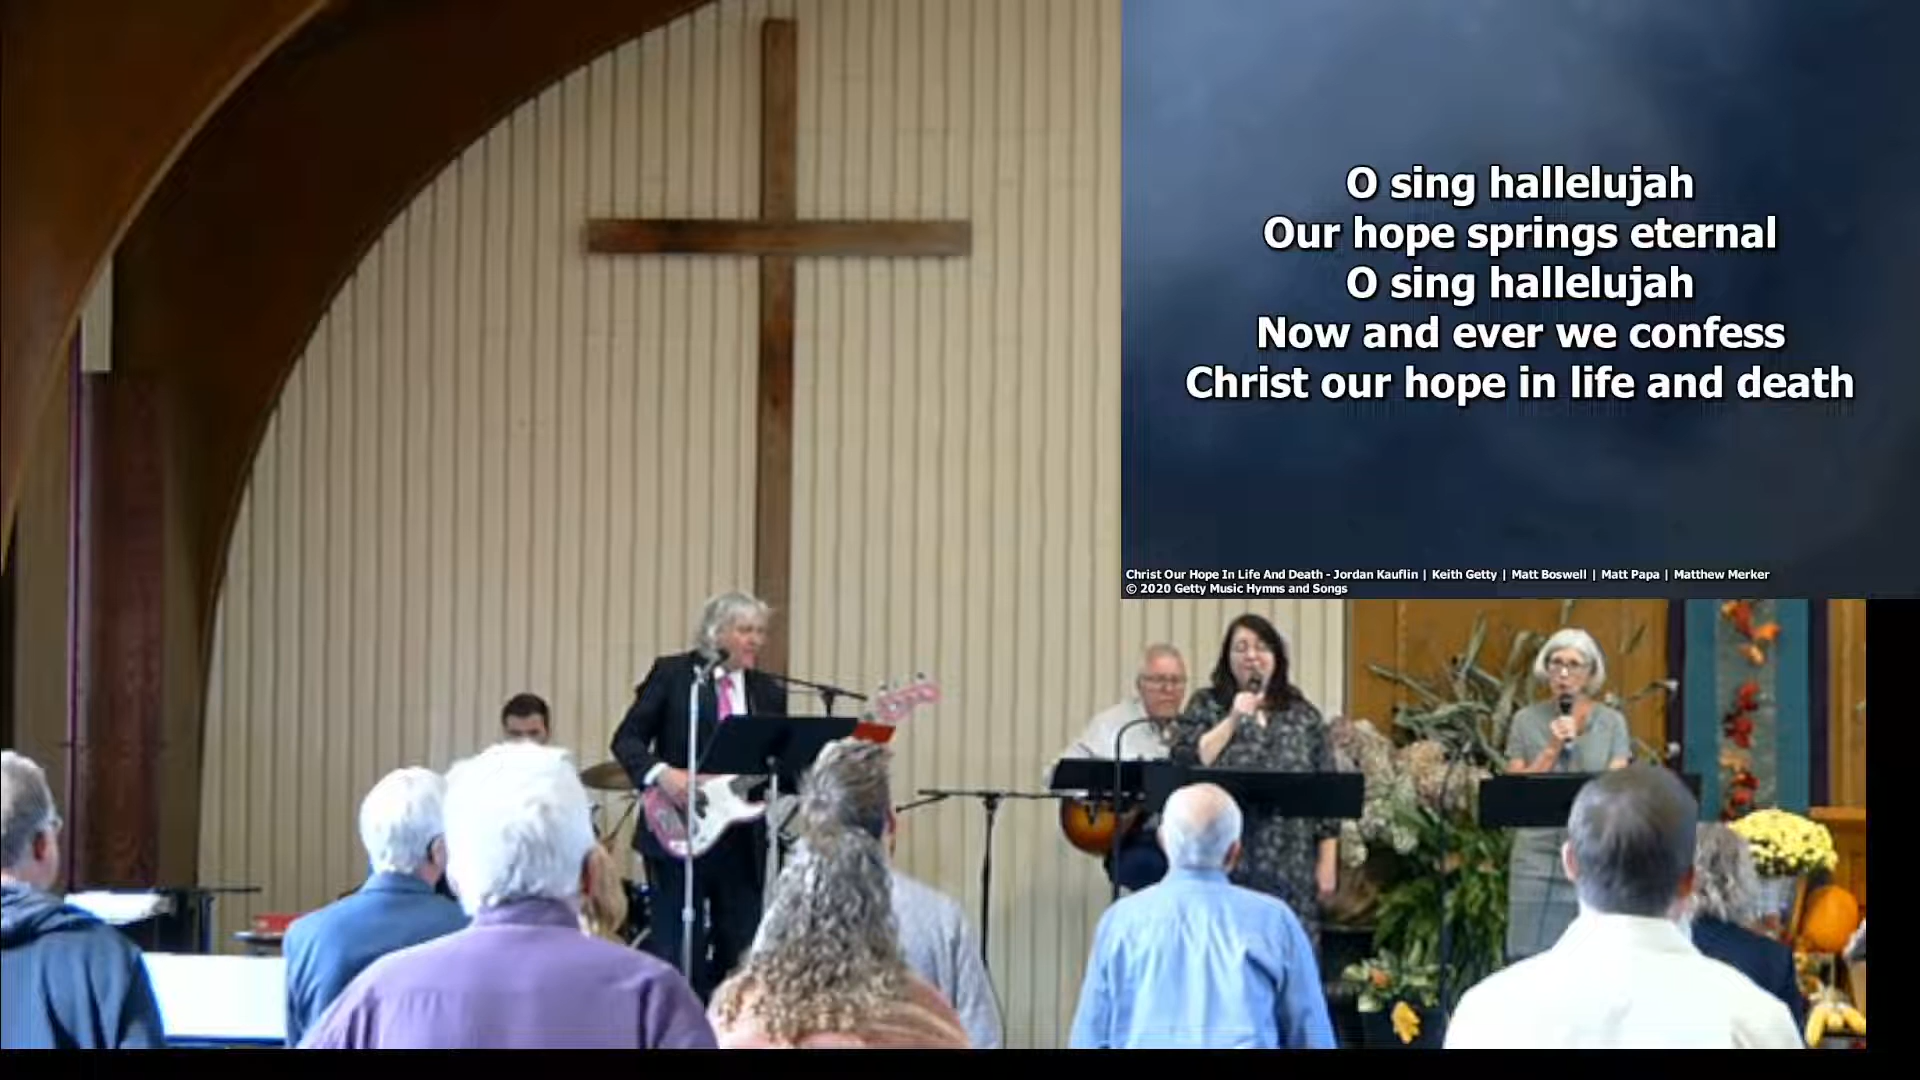 O sing hallelujah
Our hope springs eternal
O sing hallelujah
Now and ever we confess
Christ our hope in life and death
Christ Our Hope In Life And Death - Jordan Kauflin | Keith Getty | Matt Boswell | Matt Papa | Matthew Merker
© 2020 Getty Music Hymns and Songs